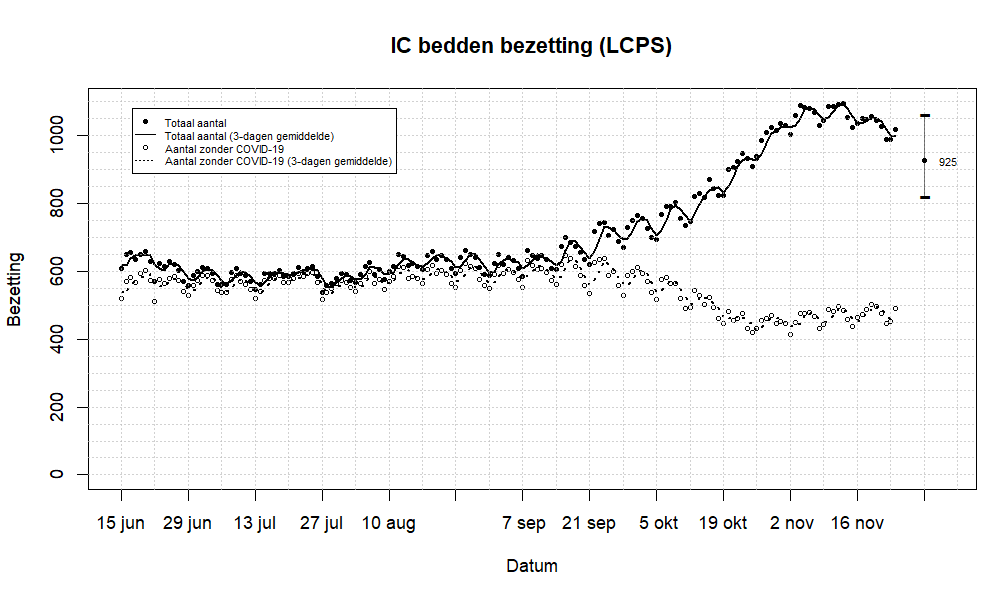 IC bedden bezetting (LCPS)
Totaal aantal
Totaal aantal (3-dagen gemiddelde)
Aantal zonder COVID-19
Aantal zonder COVID-19 (3-dagen gemiddelde)
1000
800
600
400
200
0
Bezetting
925
15 jun 29 jun 13 jul 27 jul 10 aug 7 sep 21 sep 5 okt 19 okt 2 nov 16 nov
Datum